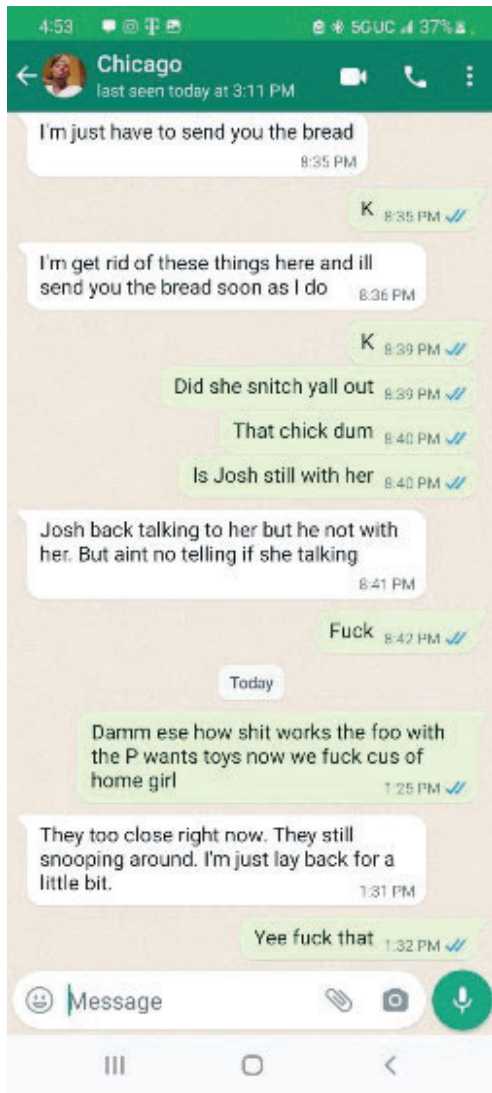 4:53
5GUC 37%
Chicago
last seen today at 3:11 PM
I'm just have to send you the bread
8:35 PM
K 8:35 PM
I'm get rid of these things here and ill
send you the bread soon as I do 8:36 PM
K 8:39 PM
Did she snitch yall out 8:39 PM
That chick dum 8:40 PM
Is Josh still with her 8:40 PM
Josh back talking to her but he not with
her. But aint no telling if she talking
8:41 PM
Fuck 8:42 PM
Today
Damm ese how shit works the foo with
the P wants toys now we fuck cus of
home girl 1:25 PM
They too close right now. They still
snooping around. I'm just lay back for a
little bit. 1:31 PM
Yee fuck that 1:32 PM
Message